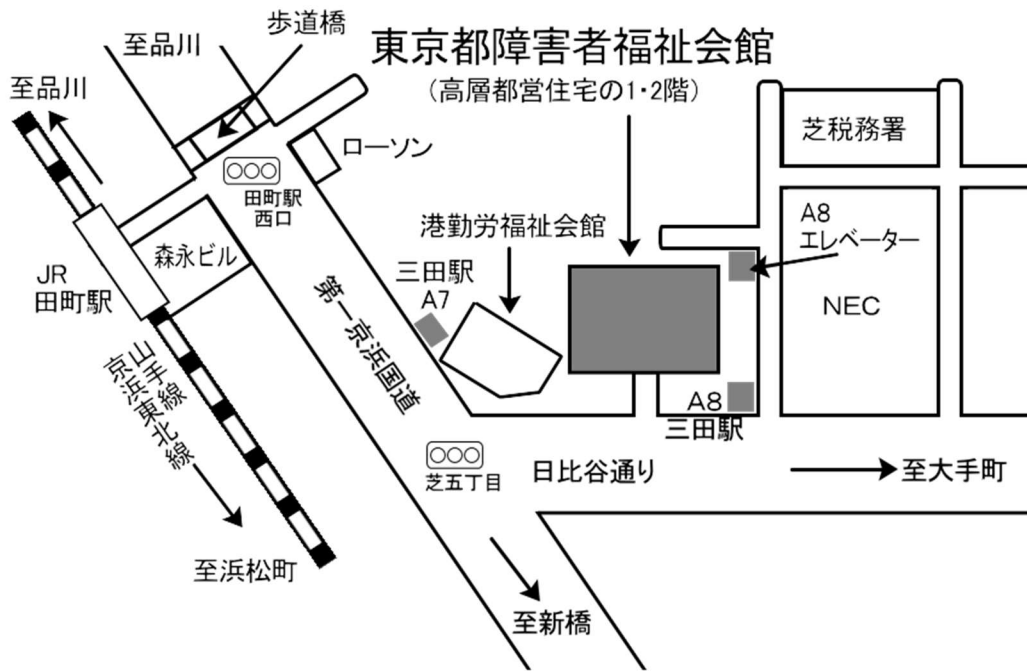 歩道橋
至品川
至品川
東京都障害者福祉会館
(高層都営住宅の1・2階)
ローソン
田町駅
西口
芝税務署
A8
エレベーター
港勤労福祉会館
三田駅
A7
森永ビル
JR
田町駅
第一京浜国道
NEC
山手線
京浜東北線
A8
三田駅
芝五丁目
日比谷通り
至大手町
至浜松町
至新橋